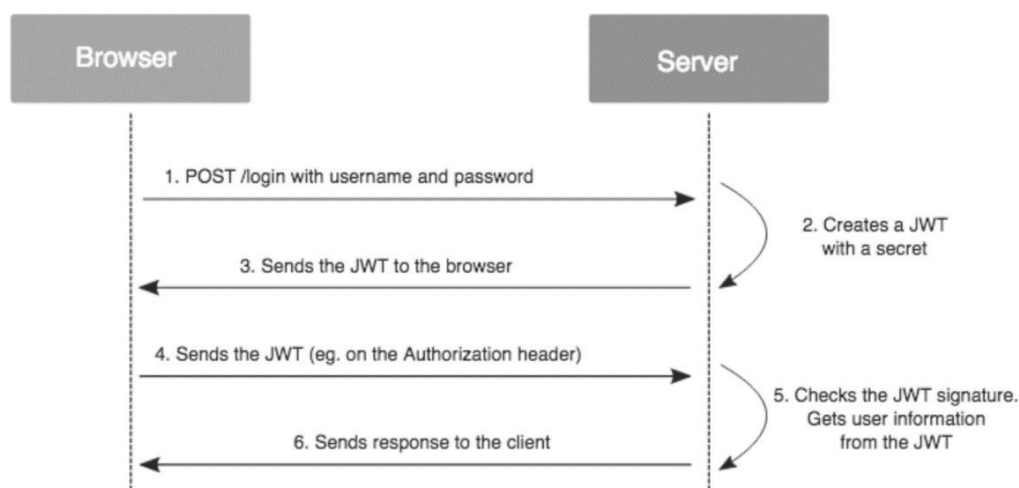 Browser
Server
1. POST /login with username and password
2. Creates a JWT
with a secret
3. Sends the JWT to the browser
4. Sends the JWT (eg. on the Authorization header)
5. Checks the JWT signature.
Gets user information
from the JWT
6. Sends response to the client